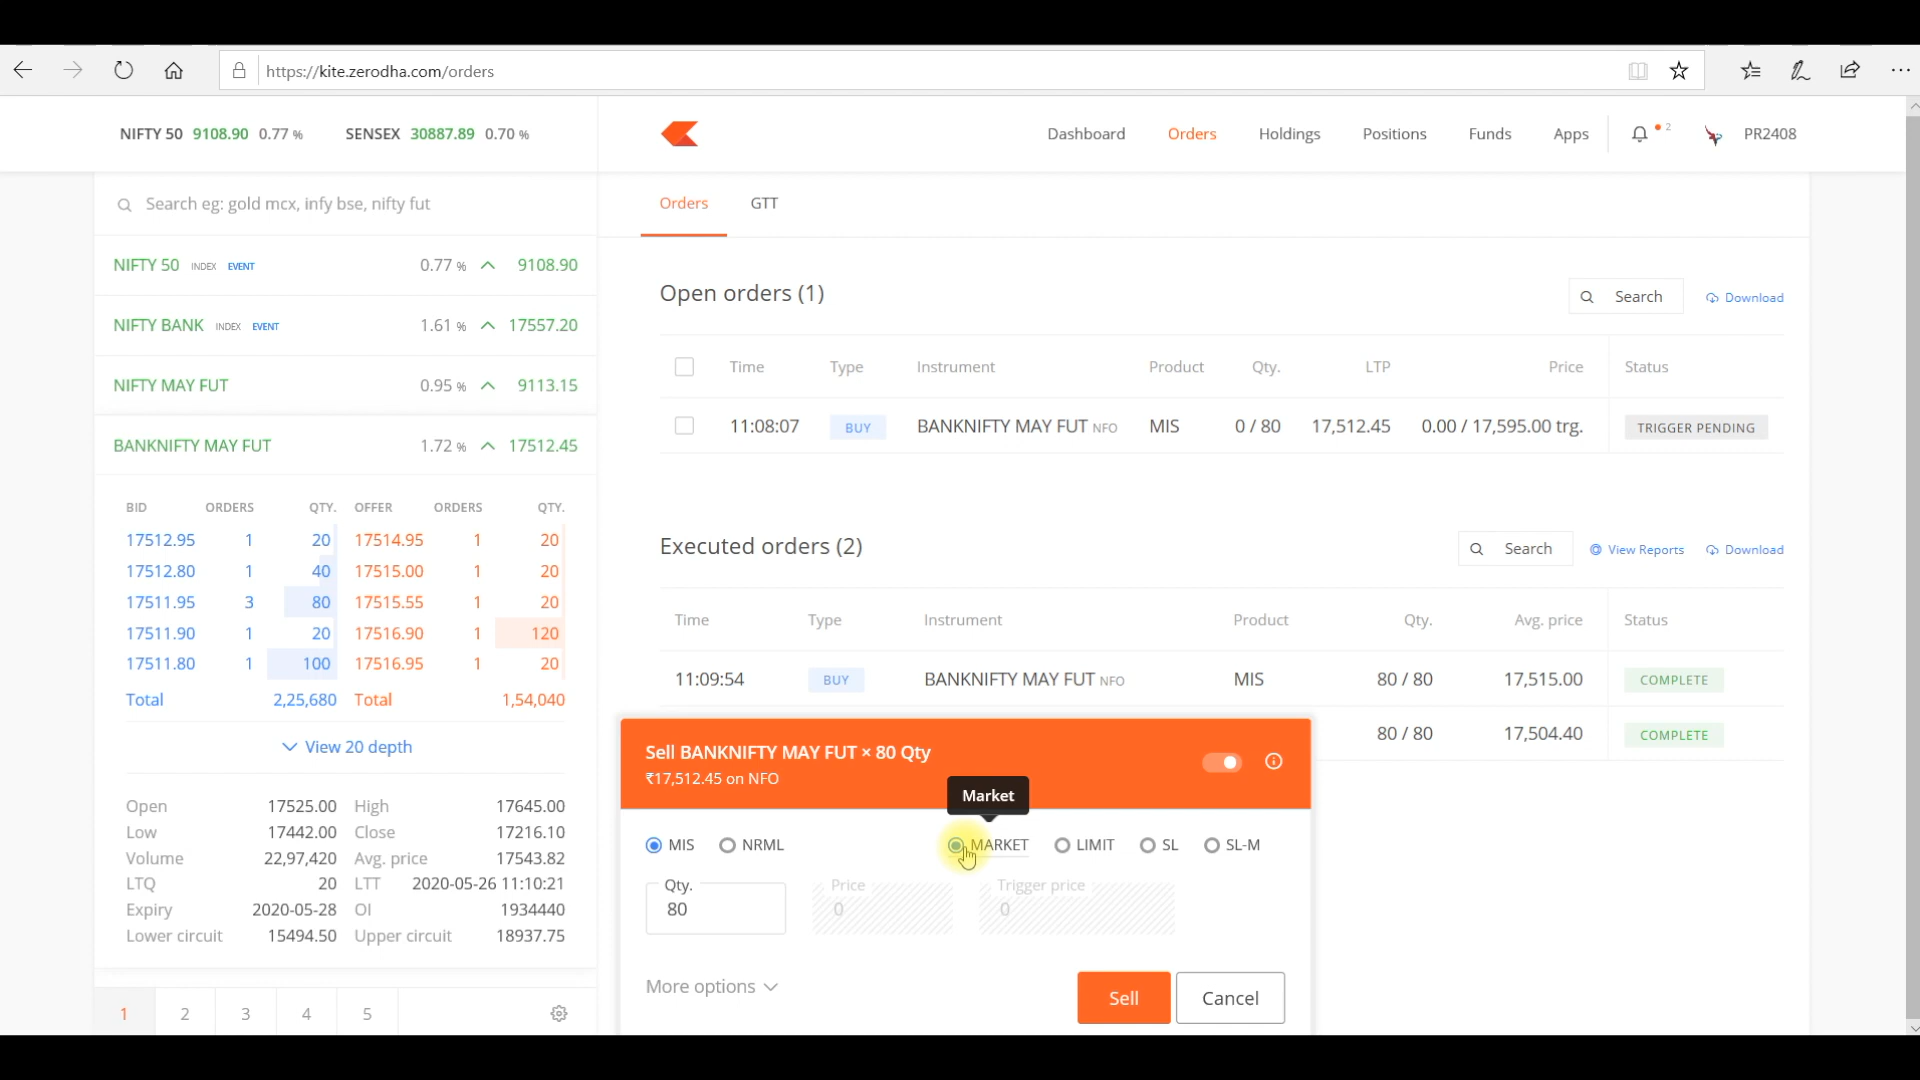 https://kite.zerodha.com/orders
NIFTY 50 9108.90 0.77 % SENSEX 30887.89 0.70 %
Dashboard Orders Holdings Positions Funds Apps 2 PR2408
Search eg: gold mcx, infy bse, nifty fut
NIFTY 50 INDEX EVENT 0.77 % 9108.90
NIFTY BANK INDEX EVENT 1.61 % 17557.20
NIFTY MAY FUT 0.95 % 9113.15
BANKNIFTY MAY FUT 1.72 % 17512.45
BID ORDERS QTY. OFFER ORDERS QTY.
17512.95 1 20 17514.95 1 20
17512.80 1 40 17515.00 1 20
17511.95 3 80 17515.55 1 20
17511.90 1 20 17516.90 1 120
17511.80 1 100 17516.95 1 20
Total 2,25,680 Total 1,54,040
View 20 depth
Open 17525.00 High 17645.00
Low 17442.00 Close 17216.10
Volume 22,97,420 Avg. price 17543.82
LTQ 20 LTT 2020-05-26 11:10:21
Expiry 2020-05-28 OI 1934440
Lower circuit 15494.50 Upper circuit 18937.75
1 2 3 4 5
Orders GTT
Open orders (1) Search Download
Time Type Instrument Product Qty. LTP Price Status
11:08:07 BUY BANKNIFTY MAY FUT NFO MIS 0 / 80 17,512.45 0.00 / 17,595.00 trg. TRIGGER PENDING
Executed orders (2) Search View Reports Download
Time Type Instrument Product Qty. Avg. price Status
11:09:54 BUY BANKNIFTY MAY FUT NFO MIS 80 / 80 17,515.00 COMPLETE
80 / 80 17,504.40 COMPLETE
Sell BANKNIFTY MAY FUT × 80 Qty
₹17,512.45 on NFO
Market
MIS NRML MARKET LIMIT SL SL-M
Qty. Price Trigger price
80 0 0
More options Sell Cancel